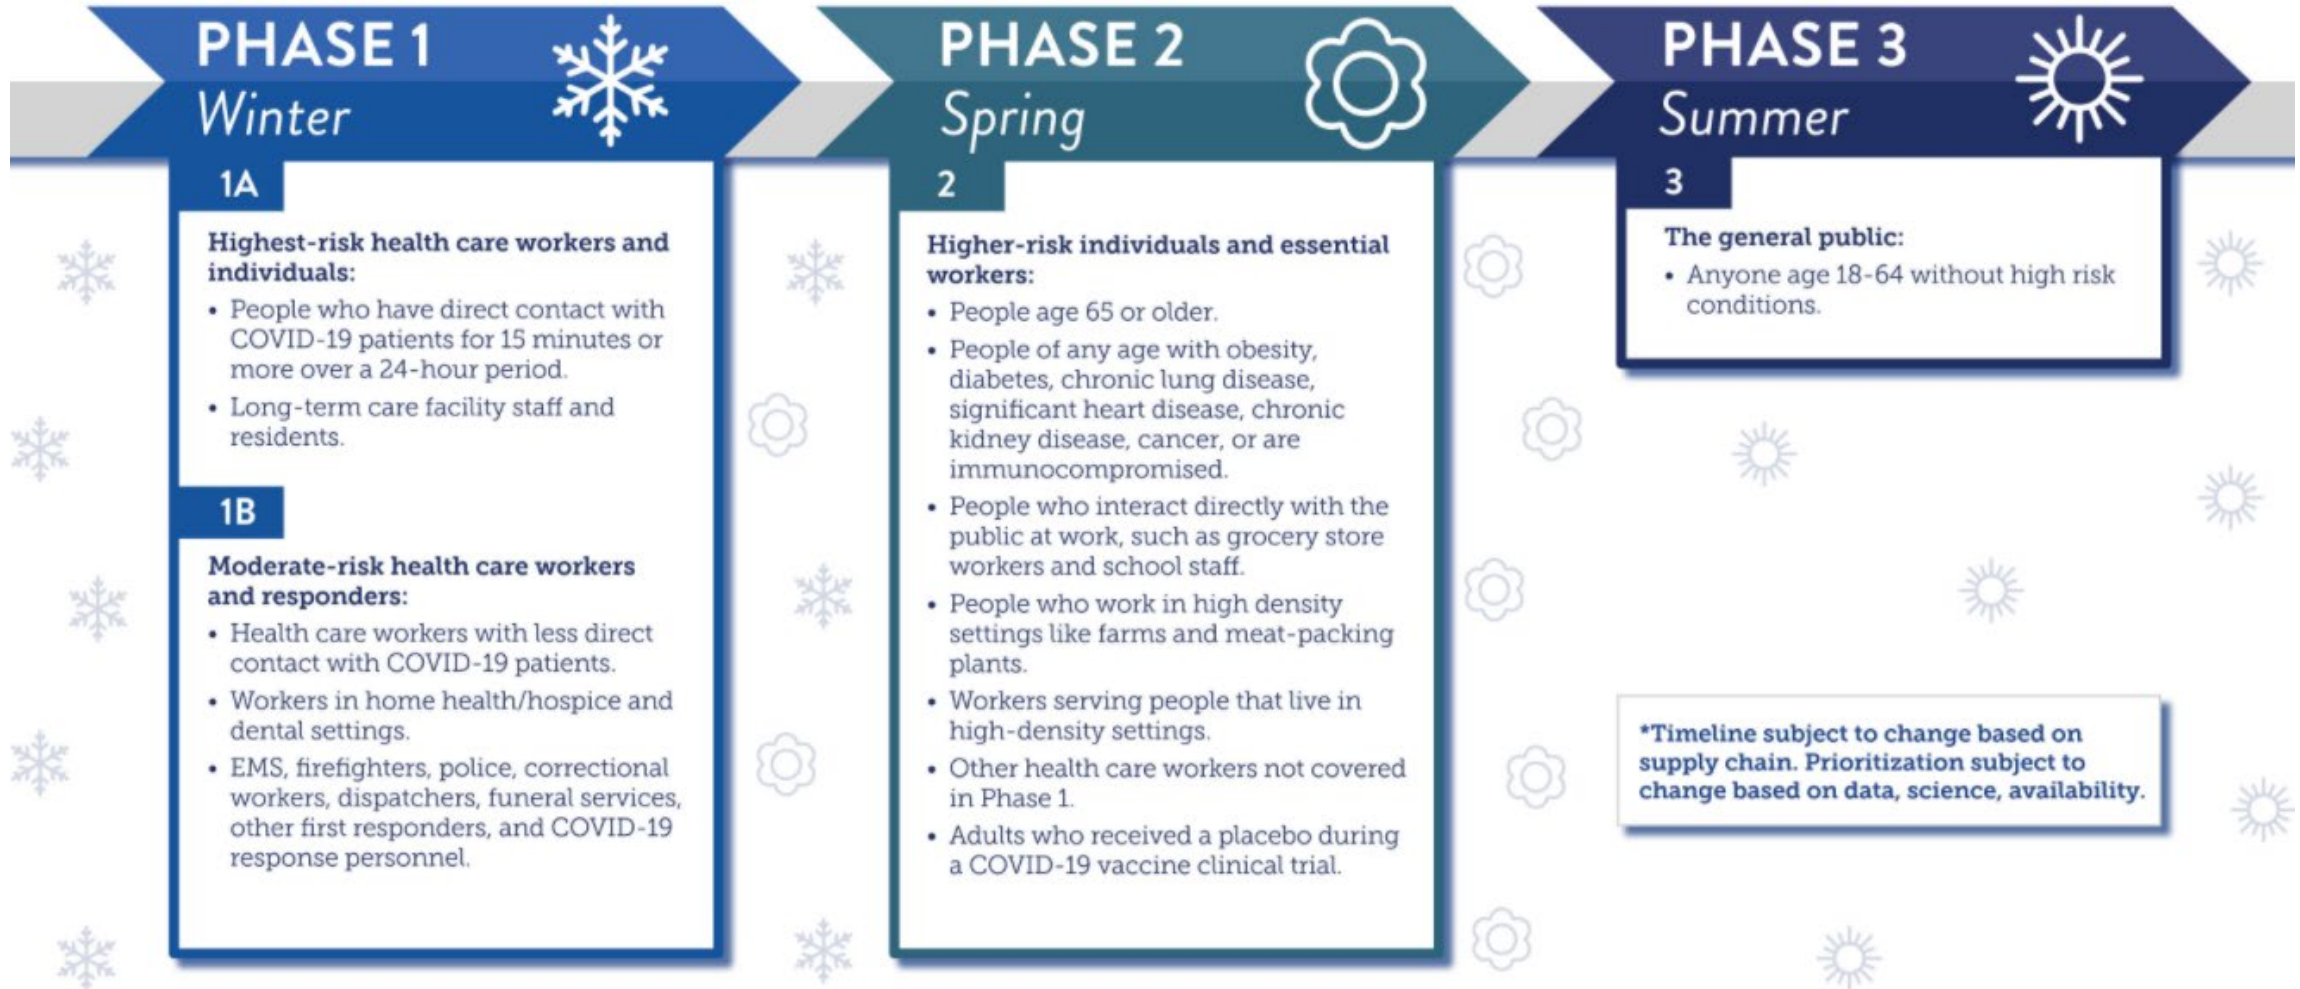 PHASE 1
Winter
1A
Highest-risk health care workers and
individuals:
• People who have direct contact with
COVID-19 patients for 15 minutes or
more over a 24-hour period.
• Long-term care facility staff and
residents.
1B
Moderate-risk health care workers
and responders:
• Health care workers with less direct
contact with COVID-19 patients.
• Workers in home health/hospice and
dental settings.
• EMS, firefighters, police, correctional
workers, dispatchers, funeral services,
other first responders, and COVID-19
response personnel.
PHASE 2
Spring
2
Higher-risk individuals and essential
workers:
• People age 65 or older.
• People of any age with obesity,
diabetes, chronic lung disease,
significant heart disease, chronic
kidney disease, cancer, or are
immunocompromised.
• People who interact directly with the
public at work, such as grocery store
workers and school staff.
• People who work in high density
settings like farms and meat-packing
plants.
• Workers serving people that live in
high-density settings.
• Other health care workers not covered
in Phase 1.
• Adults who received a placebo during
a COVID-19 vaccine clinical trial.
PHASE 3
Summer
3
The general public:
• Anyone age 18-64 without high risk
conditions.
*Timeline subject to change based on
supply chain. Prioritization subject to
change based on data, science, availability.